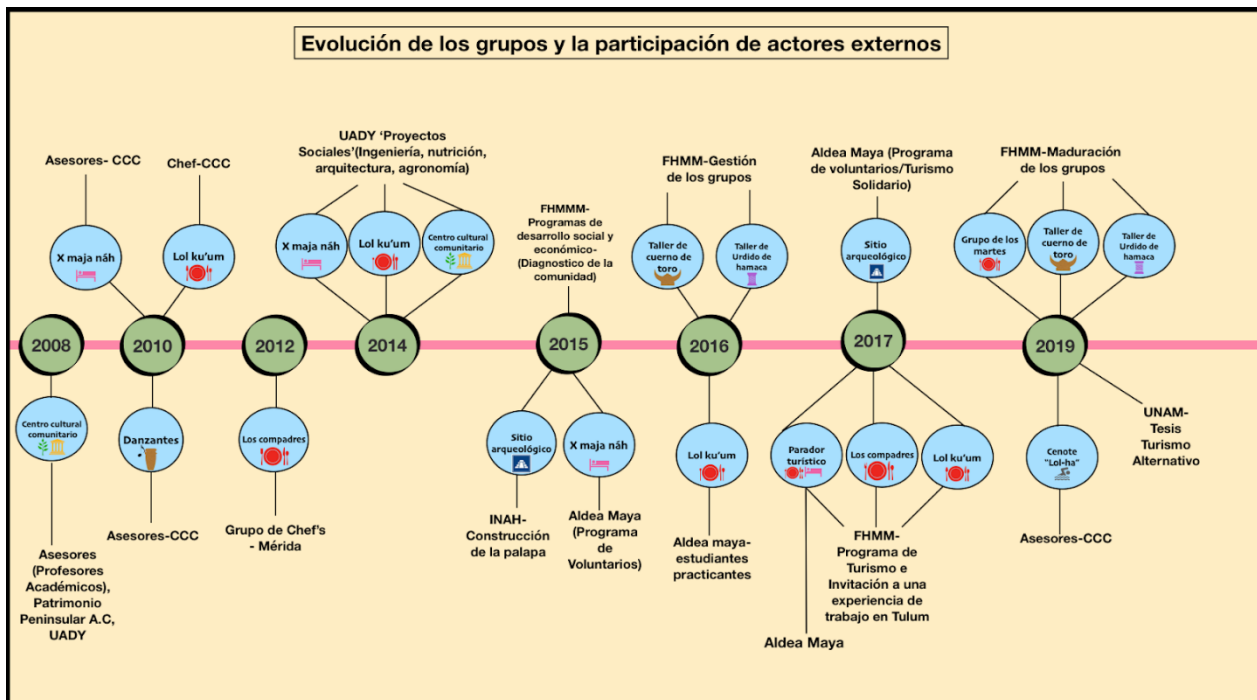 Evolución de los grupos y la participación de actores externos
Asesores- CCC
X maja náh
Chef-CCC
Lol ku'um
UADY ‘Proyectos
Sociales’(Ingeniería, nutrición,
arquitectura, agronomía)
X maja náh
Lol ku'um
Centro cultural
comunitario
FHMMM-
Programas de
desarrollo social y
económico-
(Diagnostico de la
comunidad)
FHMM-Gestión
de los grupos
Taller de
cuerno de
toro
Taller de
Urdido de
hamaca
Aldea Maya (Programa
de voluntarios/Turismo
Solidario)
Sitio
arqueológico
FHMM-Maduración
de los grupos
Grupo de los
martes
Taller de
cuerno de
toro
Taller de
Urdido de
hamaca
2008
2010
2012
2014
2015
2016
2017
2019
Centro cultural
comunitario
Asesores
(Profesores
Académicos),
Patrimonio
Peninsular A.C,
UADY
Danzantes
Asesores-CCC
Los compadres
Grupo de Chef's
- Mérida
Sitio
arqueológico
INAH-
Construcción
de la palapa
X maja náh
Aldea Maya
(Programa
de
Voluntarios)
Lol ku'um
Aldea maya-
estudiantes
practicantes
Parador
turístico
Los compadres
Lol ku'um
Aldea Maya
FHMM-
Programa de
Turismo e
Invitación a una
experiencia de
trabajo en Tulum
Cenote
"Lol-ha"
Asesores-CCC
UNAM-
Tesis
Turismo
Alternativo